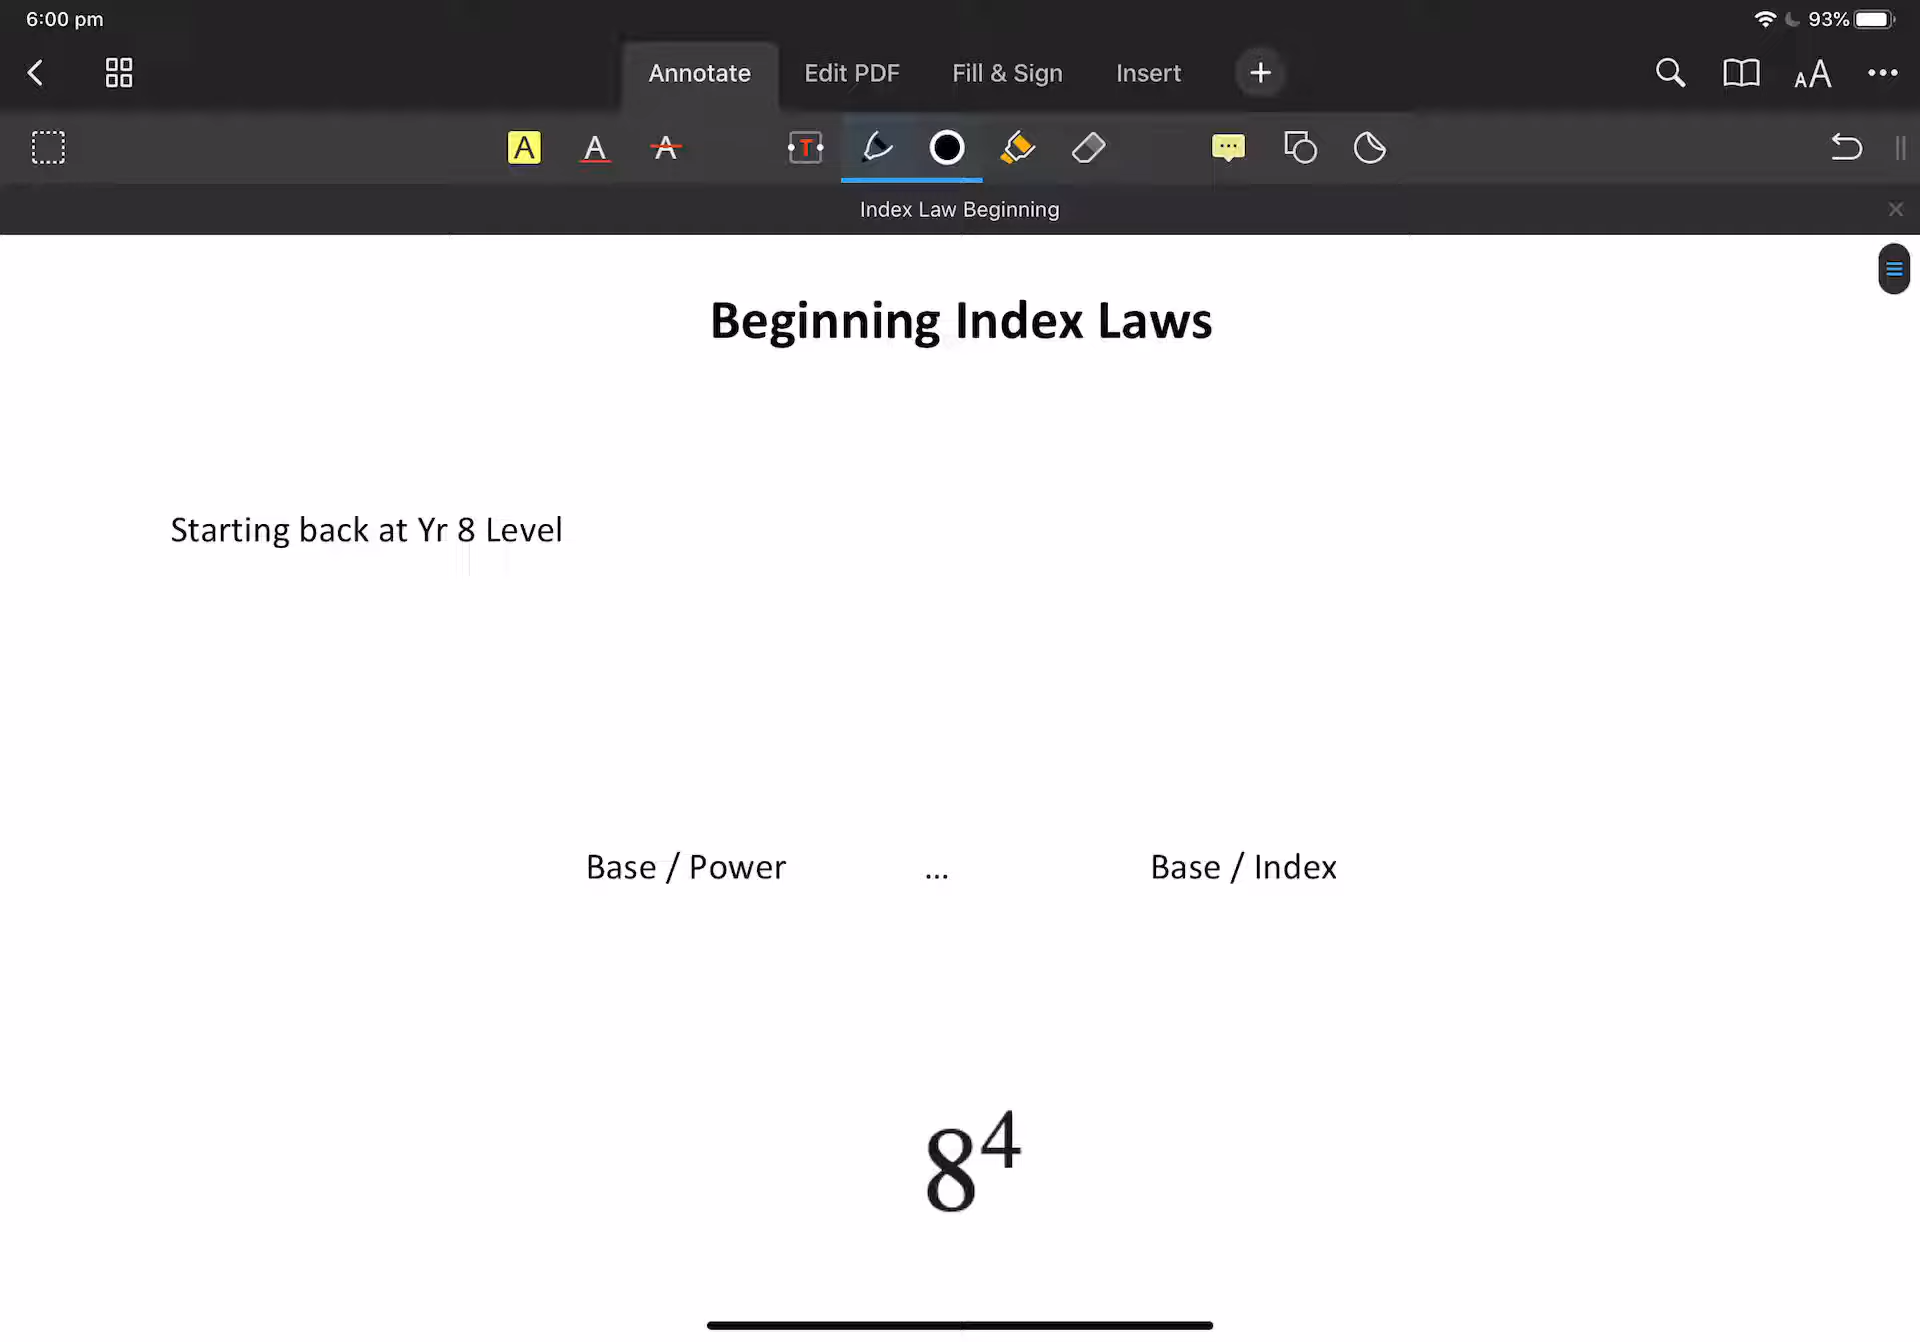 6:00 pm
93%
Annotate
Edit PDF
Fill & Sign
Insert
AA
A
A
A
T
Index Law Beginning
Beginning Index Laws
Starting back at Yr 8 Level
Base / Power ... Base / Index
8⁴